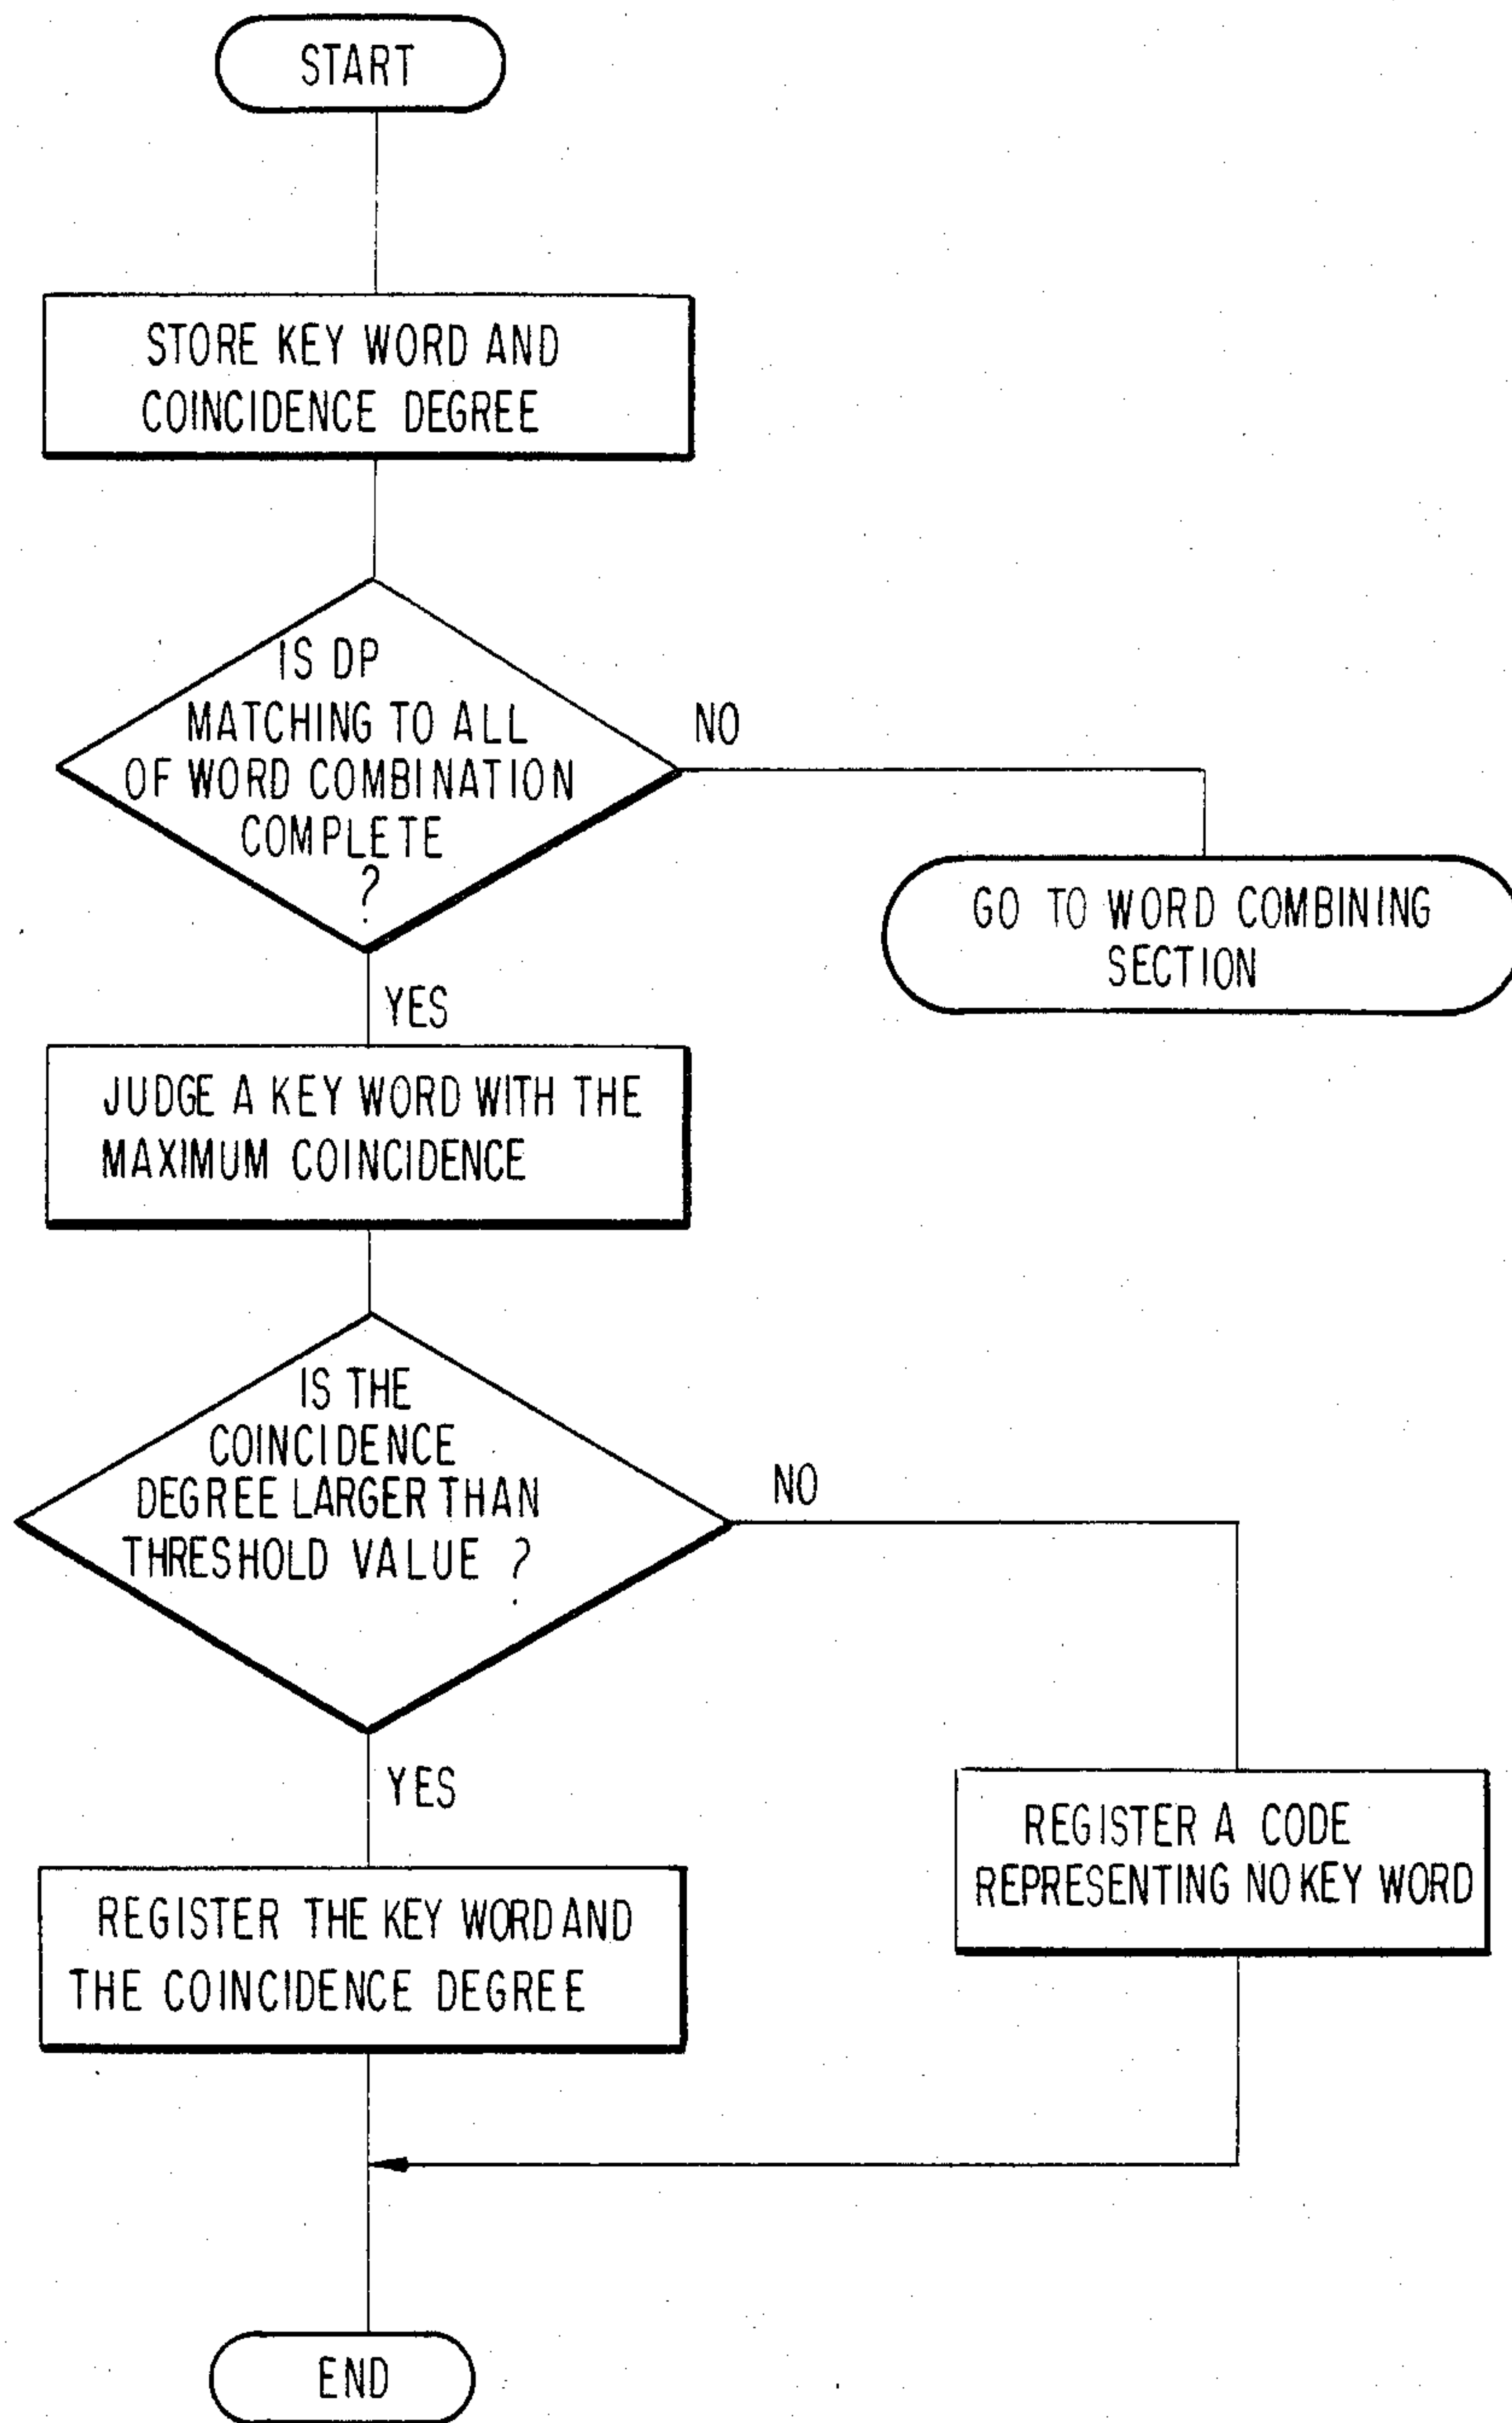 START
STORE KEY WORD AND
COINCIDENCE DEGREE
IS DP
MATCHING TO ALL
OF WORD COMBINATION
COMPLETE
?
NO
GO TO WORD COMBINING
SECTION
YES
JUDGE A KEY WORD WITH THE
MAXIMUM COINCIDENCE
IS THE
COINCIDENCE
DEGREE LARGER THAN
THRESHOLD VALUE ?
NO
YES
REGISTER A CODE
REPRESENTING NO KEY WORD
REGISTER THE KEY WORD AND
THE COINCIDENCE DEGREE
END